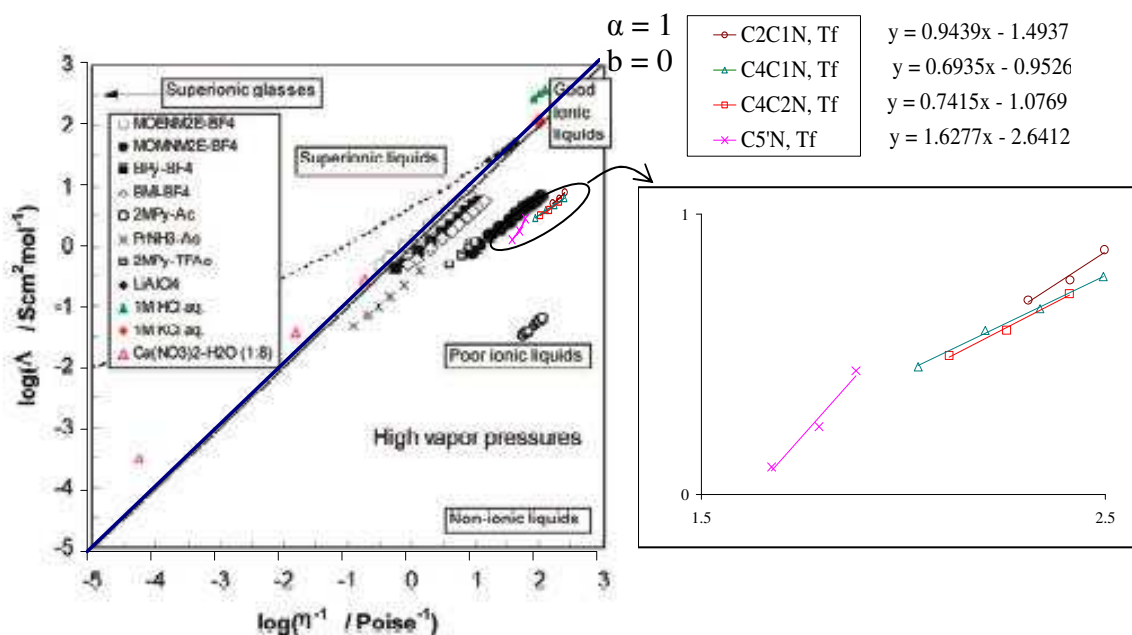 α = 1
b = 0
C2C1N, Tf y = 0.9439x - 1.4937
C4C1N, Tf y = 0.6935x - 0.9526
C4C2N, Tf y = 0.7415x - 1.0769
C5'N, Tf y = 1.6277x - 2.6412
3
2
1
0
-1
-2
-3
-4
-5
log(Λ / Scm²mol⁻¹)
Superionic glasses
MOENM2E-BF4
MOMNM2E-BF4
BPy-BF4
BMI-BF4
2MPy-Ac
PrNH3-Ac
2MPy-TFAc
LiAlCl4
1M HCl aq.
1M KCl aq.
Ca(NO3)2-H2O (1:8)
Superionic liquids
Good
ionic
liquids
Poor ionic liquids
High vapor pressures
Non-ionic liquids
-5 -4 -3 -2 -1 0 1 2 3
log(η⁻¹ / Poise⁻¹)
1
0
1.5 2.5